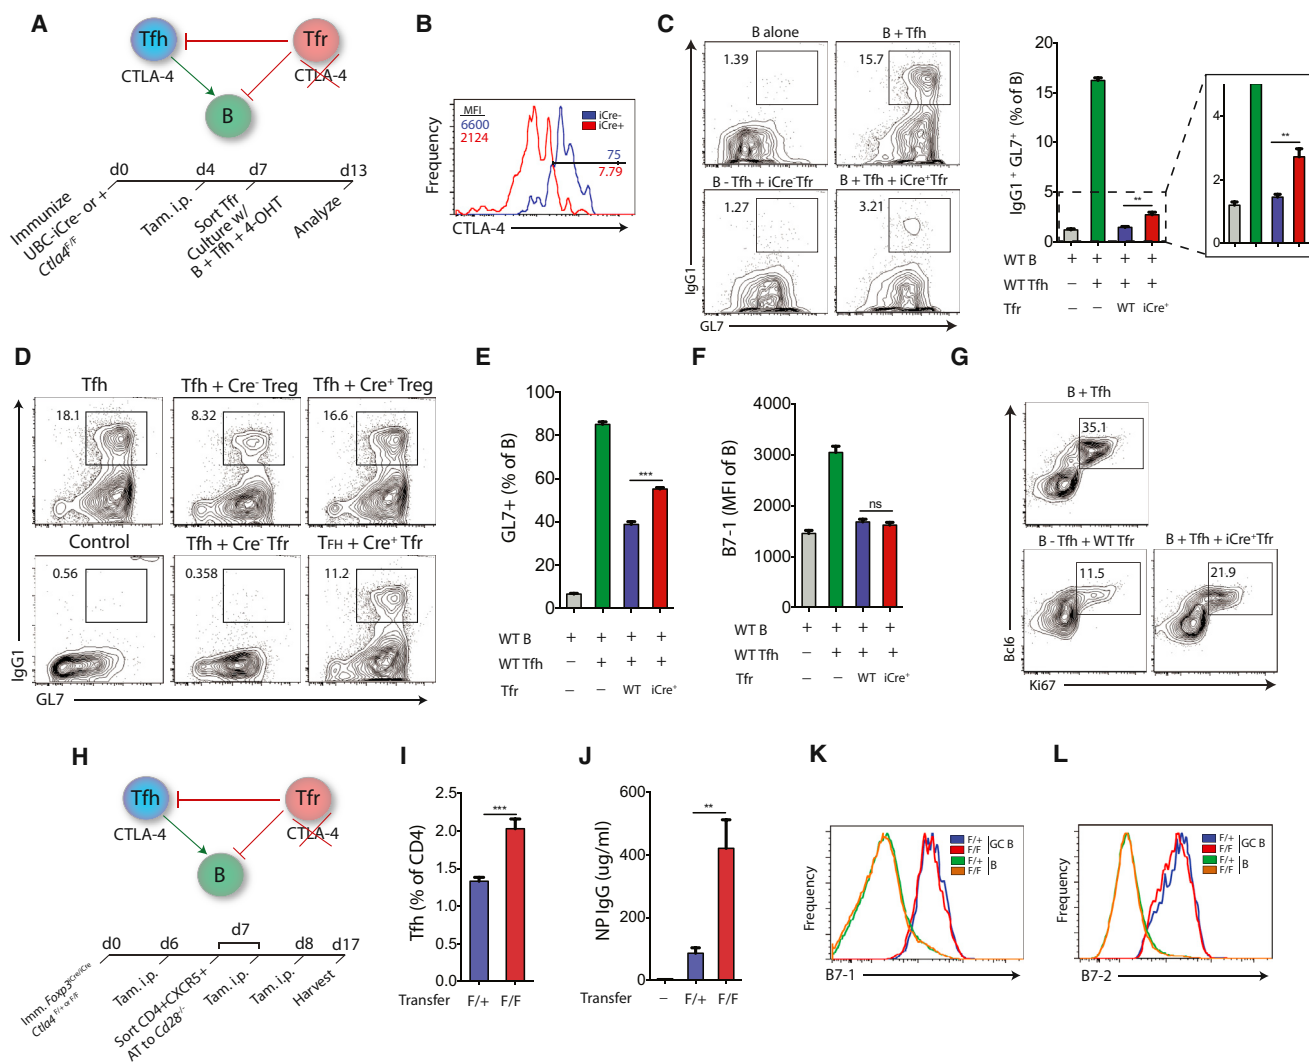 A
Tfh
Tfr
CTLA-4
CTLA-4
B
d0
d4
d7
d13
Immunize
UBC-iCre- or +
Ctla4F/F
Tam. i.p.
Sort Tfr
Culture w/
B + Tfh + 4-OHT
Analyze
B
MFI
6600
2124
iCre-
iCre+
75
7.79
Frequency
CTLA-4
C
B alone
B + Tfh
1.39
15.7
B - Tfh + iCre-Tfr
B + Tfh + iCre+Tfr
1.27
3.21
IgG1
GL7
IgG1 + GL7+ (% of B)
20
15
10
5
0
**
4
2
0
**
WT B + + + +
WT Tfh − + + +
Tfr − − WT iCre+
D
Tfh
Tfh + Cre- Treg
Tfh + Cre+ Treg
18.1
8.32
16.6
Control
Tfh + Cre- Tfr
TFH + Cre+ Tfr
0.56
0.358
11.2
IgG1
GL7
E
GL7+ (% of B)
100
80
60
40
20
0
***
WT B + + + +
WT Tfh − + + +
Tfr − − WT iCre+
F
B7-1 (MFI of B)
4000
3000
2000
1000
0
ns
WT B + + + +
WT Tfh − + + +
Tfr − − WT iCre+
G
B + Tfh
35.1
B - Tfh + WT Tfr
B + Tfh + iCre+Tfr
11.5
21.9
Bcl6
Ki67
H
Tfh
Tfr
CTLA-4
CTLA-4
B
d0
d6
d7
d8
d17
Imm. Foxp3iCre/iCre
Ctla4 F/+ or F/F
Tam. i.p.
Sort CD4+CXCR5+
AT to Cd28-/-
Tam. i.p.
Tam. i.p.
Harvest
I
Tfh (% of CD4)
2.5
2.0
1.5
1.0
0.5
0.0
***
Transfer F/+ F/F
J
NP IgG (ug/ml)
600
400
200
0
**
Transfer − F/+ F/F
K
Frequency
F/+
F/F
GC B
F/+
F/F
B
B7-1
L
Frequency
F/+
F/F
GC B
F/+
F/F
B
B7-2